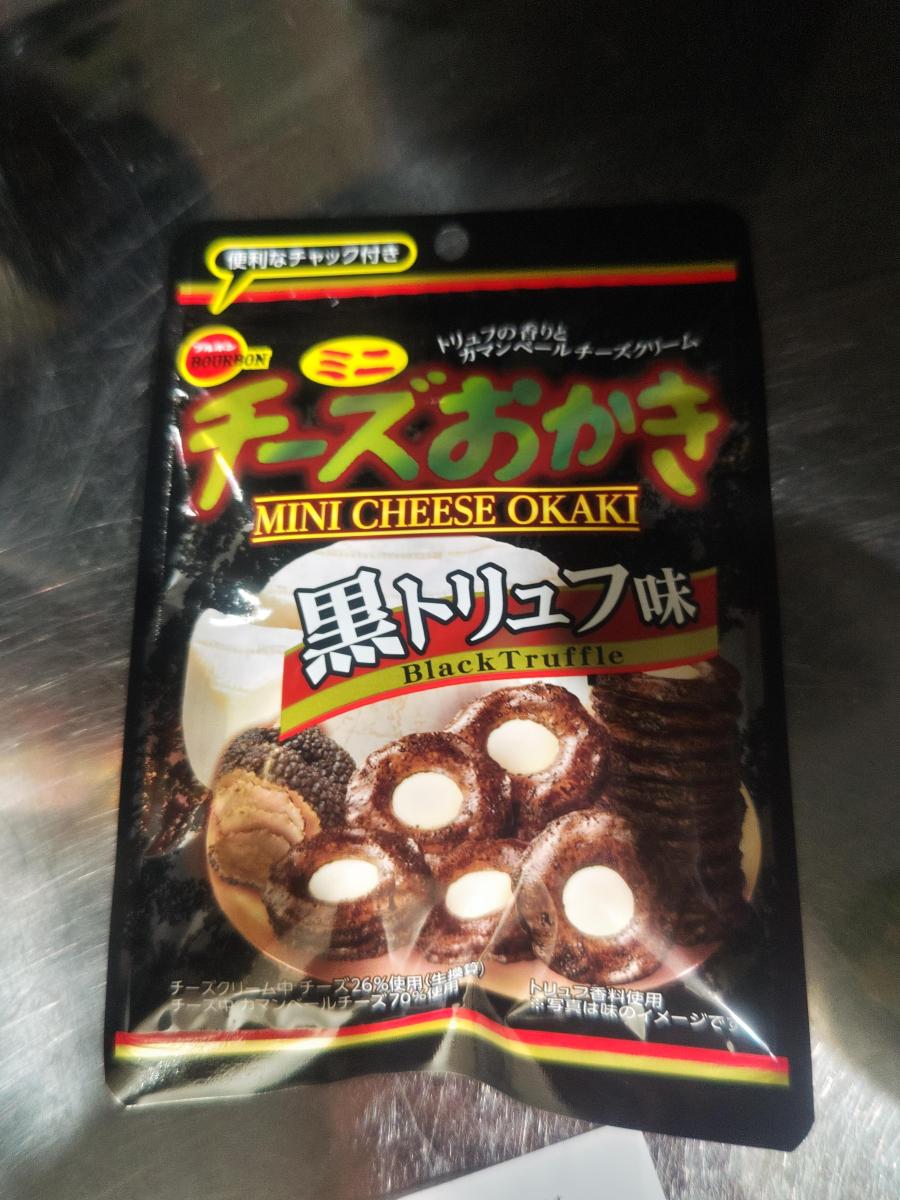 便利なチャック付き
ブルボン
BOURBON
ミニ
トリュフの香りと
カマンベールチーズクリーム
チーズおかき
MINI CHEESE OKAKI
黒トリュフ味
Black Truffle
チーズクリーム中 チーズ26%使用(生換算)
チーズ中 カマンベールチーズ70%使用
トリュフ香料使用
※写真は味のイメージです